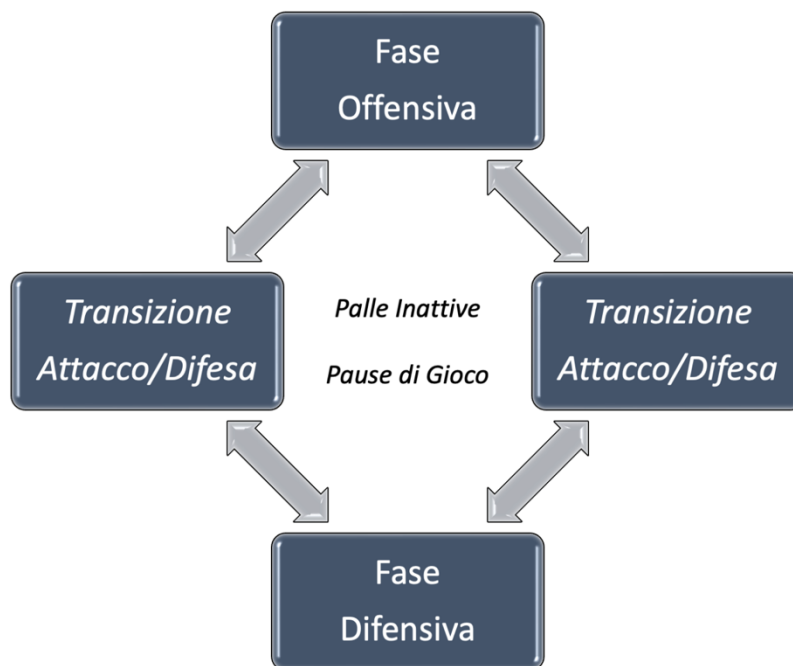 Fase
Offensiva
Transizione
Attacco/Difesa
Palle Inattive
Pause di Gioco
Transizione
Attacco/Difesa
Fase
Difensiva